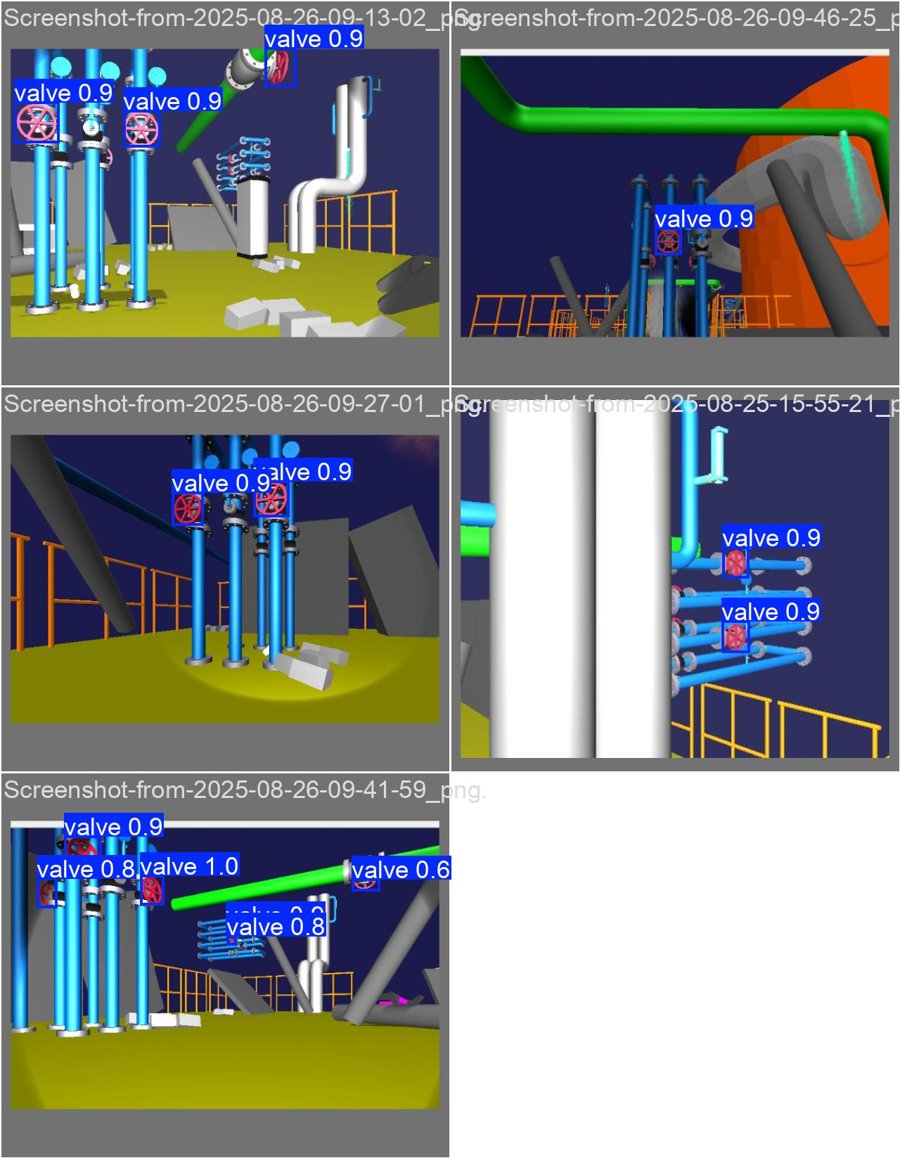 Screenshot-from-2025-08-26-09-13-02_png.
valve 0.9
valve 0.9
valve 0.9
Screenshot-from-2025-08-26-09-46-25_p
valve 0.9
Screenshot-from-2025-08-26-09-27-01_png.
valve 0.9
valve 0.9
Screenshot-from-2025-08-25-15-55-21_p
valve 0.9
valve 0.9
Screenshot-from-2025-08-26-09-41-59_png.
valve 0.9
valve 0.8
valve 1.0
valve 0.6
valve 0.8